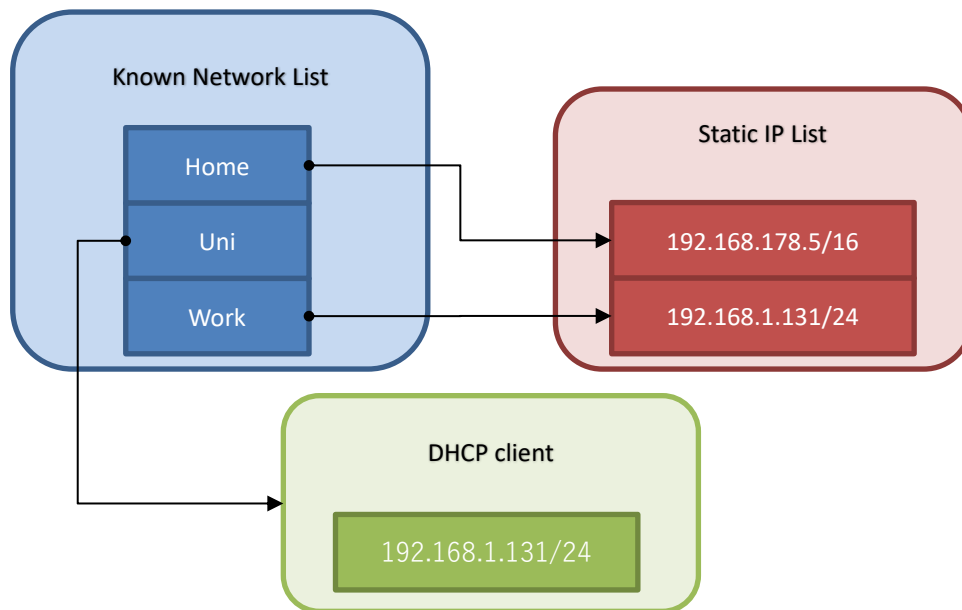 Known Network List
Home
Uni
Work
Static IP List
192.168.178.5/16
192.168.1.131/24
DHCP client
192.168.1.131/24